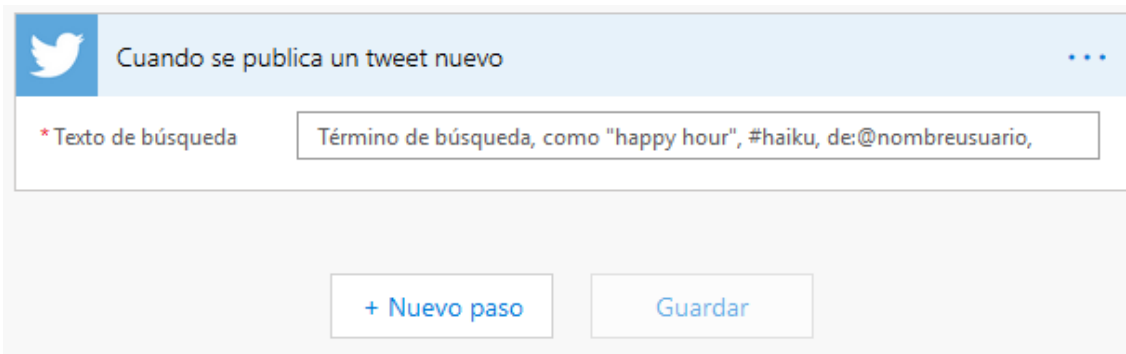 Cuando se publica un tweet nuevo
* Texto de búsqueda
Término de búsqueda, como "happy hour", #haiku, de:@nombreusuario,
+ Nuevo paso
Guardar